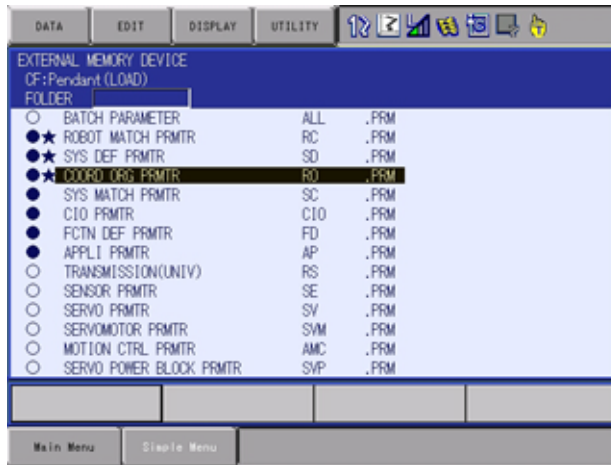 DATA EDIT DISPLAY UTILITY
EXTERNAL MEMORY DEVICE
CF:Pendant(LOAD)
FOLDER
BATCH PARAMETER ALL .PRM
ROBOT MATCH PRMTR RC .PRM
SYS DEF PRMTR SD .PRM
COORD ORG PRMTR RO .PRM
SYS MATCH PRMTR SC .PRM
CIO PRMTR CIO .PRM
FCTN DEF PRMTR FD .PRM
APPLI PRMTR AP .PRM
TRANSMISSION(UNIV) RS .PRM
SENSOR PRMTR SE .PRM
SERVO PRMTR SV .PRM
SERVOMOTOR PRMTR SVM .PRM
MOTION CTRL PRMTR AMC .PRM
SERVO POWER BLOCK PRMTR SVP .PRM
Main Menu Simple Menu